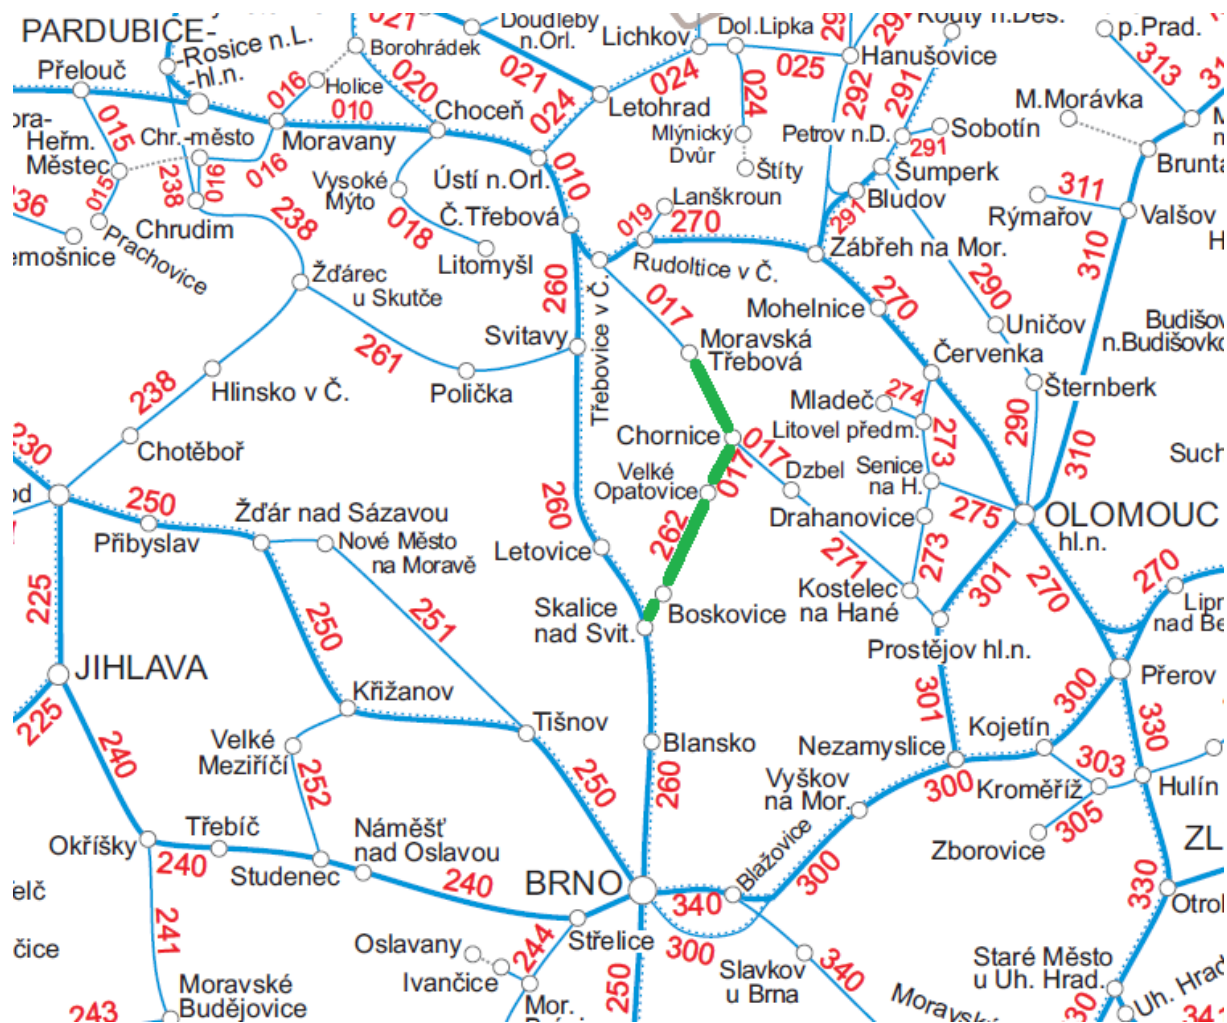 021
PARDUBICE-
-Rosice n.L.
-hl.n.
Borohrádek
Doudleby
n.Orl.
Lichkov
Dol.Lipka
Kouty n.Des.
p.Prad.
Přelouč
Holice
016
020
021
024
025
Hanušovice
292
291
313
015
010
Choceň
024
Letohrad
024
M.Morávka
Heřm.
Městec
Chr.-město
Moravany
Mlýnický
Dvůr
Petrov n.D.
Sobotín
291
016
016
238
015
Vysoké
Mýto
Ústí n.Orl.
010
Štíty
Šumperk
Bludov
291
311
Rýmařov
Valšov
Prachovice
Chrudim
238
018
Č.Třebová
Lanškroun
019
270
Litomyšl
Rudoltice v Č.
Zábřeh na Mor.
310
Žďárec
u Skutče
260
Třebovice v Č.
017
Mohelnice
270
290
Uničov
261
Svitavy
Moravská
Třebová
Červenka
Hlinsko v Č.
Polička
Mladeč
274
Šternberk
238
Litovel předm.
290
230
Chotěboř
Chornice
017
017
273
310
Velké
Opatovice
Dzbel
Senice
na H.
250
Žďár nad Sázavou
260
Drahanovice
275
OLOMOUC
hl.n.
Přibyslav
Nové Město
na Moravě
Letovice
262
271
273
301
270
270
225
250
251
Skalice
nad Svit.
Boskovice
Kostelec
na Hané
nad Be
JIHLAVA
Prostějov hl.n.
Přerov
225
Křižanov
301
300
240
Velké
Meziříčí
Tišnov
Blansko
Nezamyslice
Kojetín
330
252
250
260
Vyškov
na Mor.
300
303
Kroměříž
Hulín
Okříšky
Třebíč
Náměšť
nad Oslavou
Blažovice
300
305
Zborovice
240
Studenec
240
BRNO
340
330
241
244
Střelice
300
Oslavany
Ivančice
250
Slavkov
u Brna
340
Staré Město
u Uh. Hrad.
243
Moravské
Budějovice
Mor.